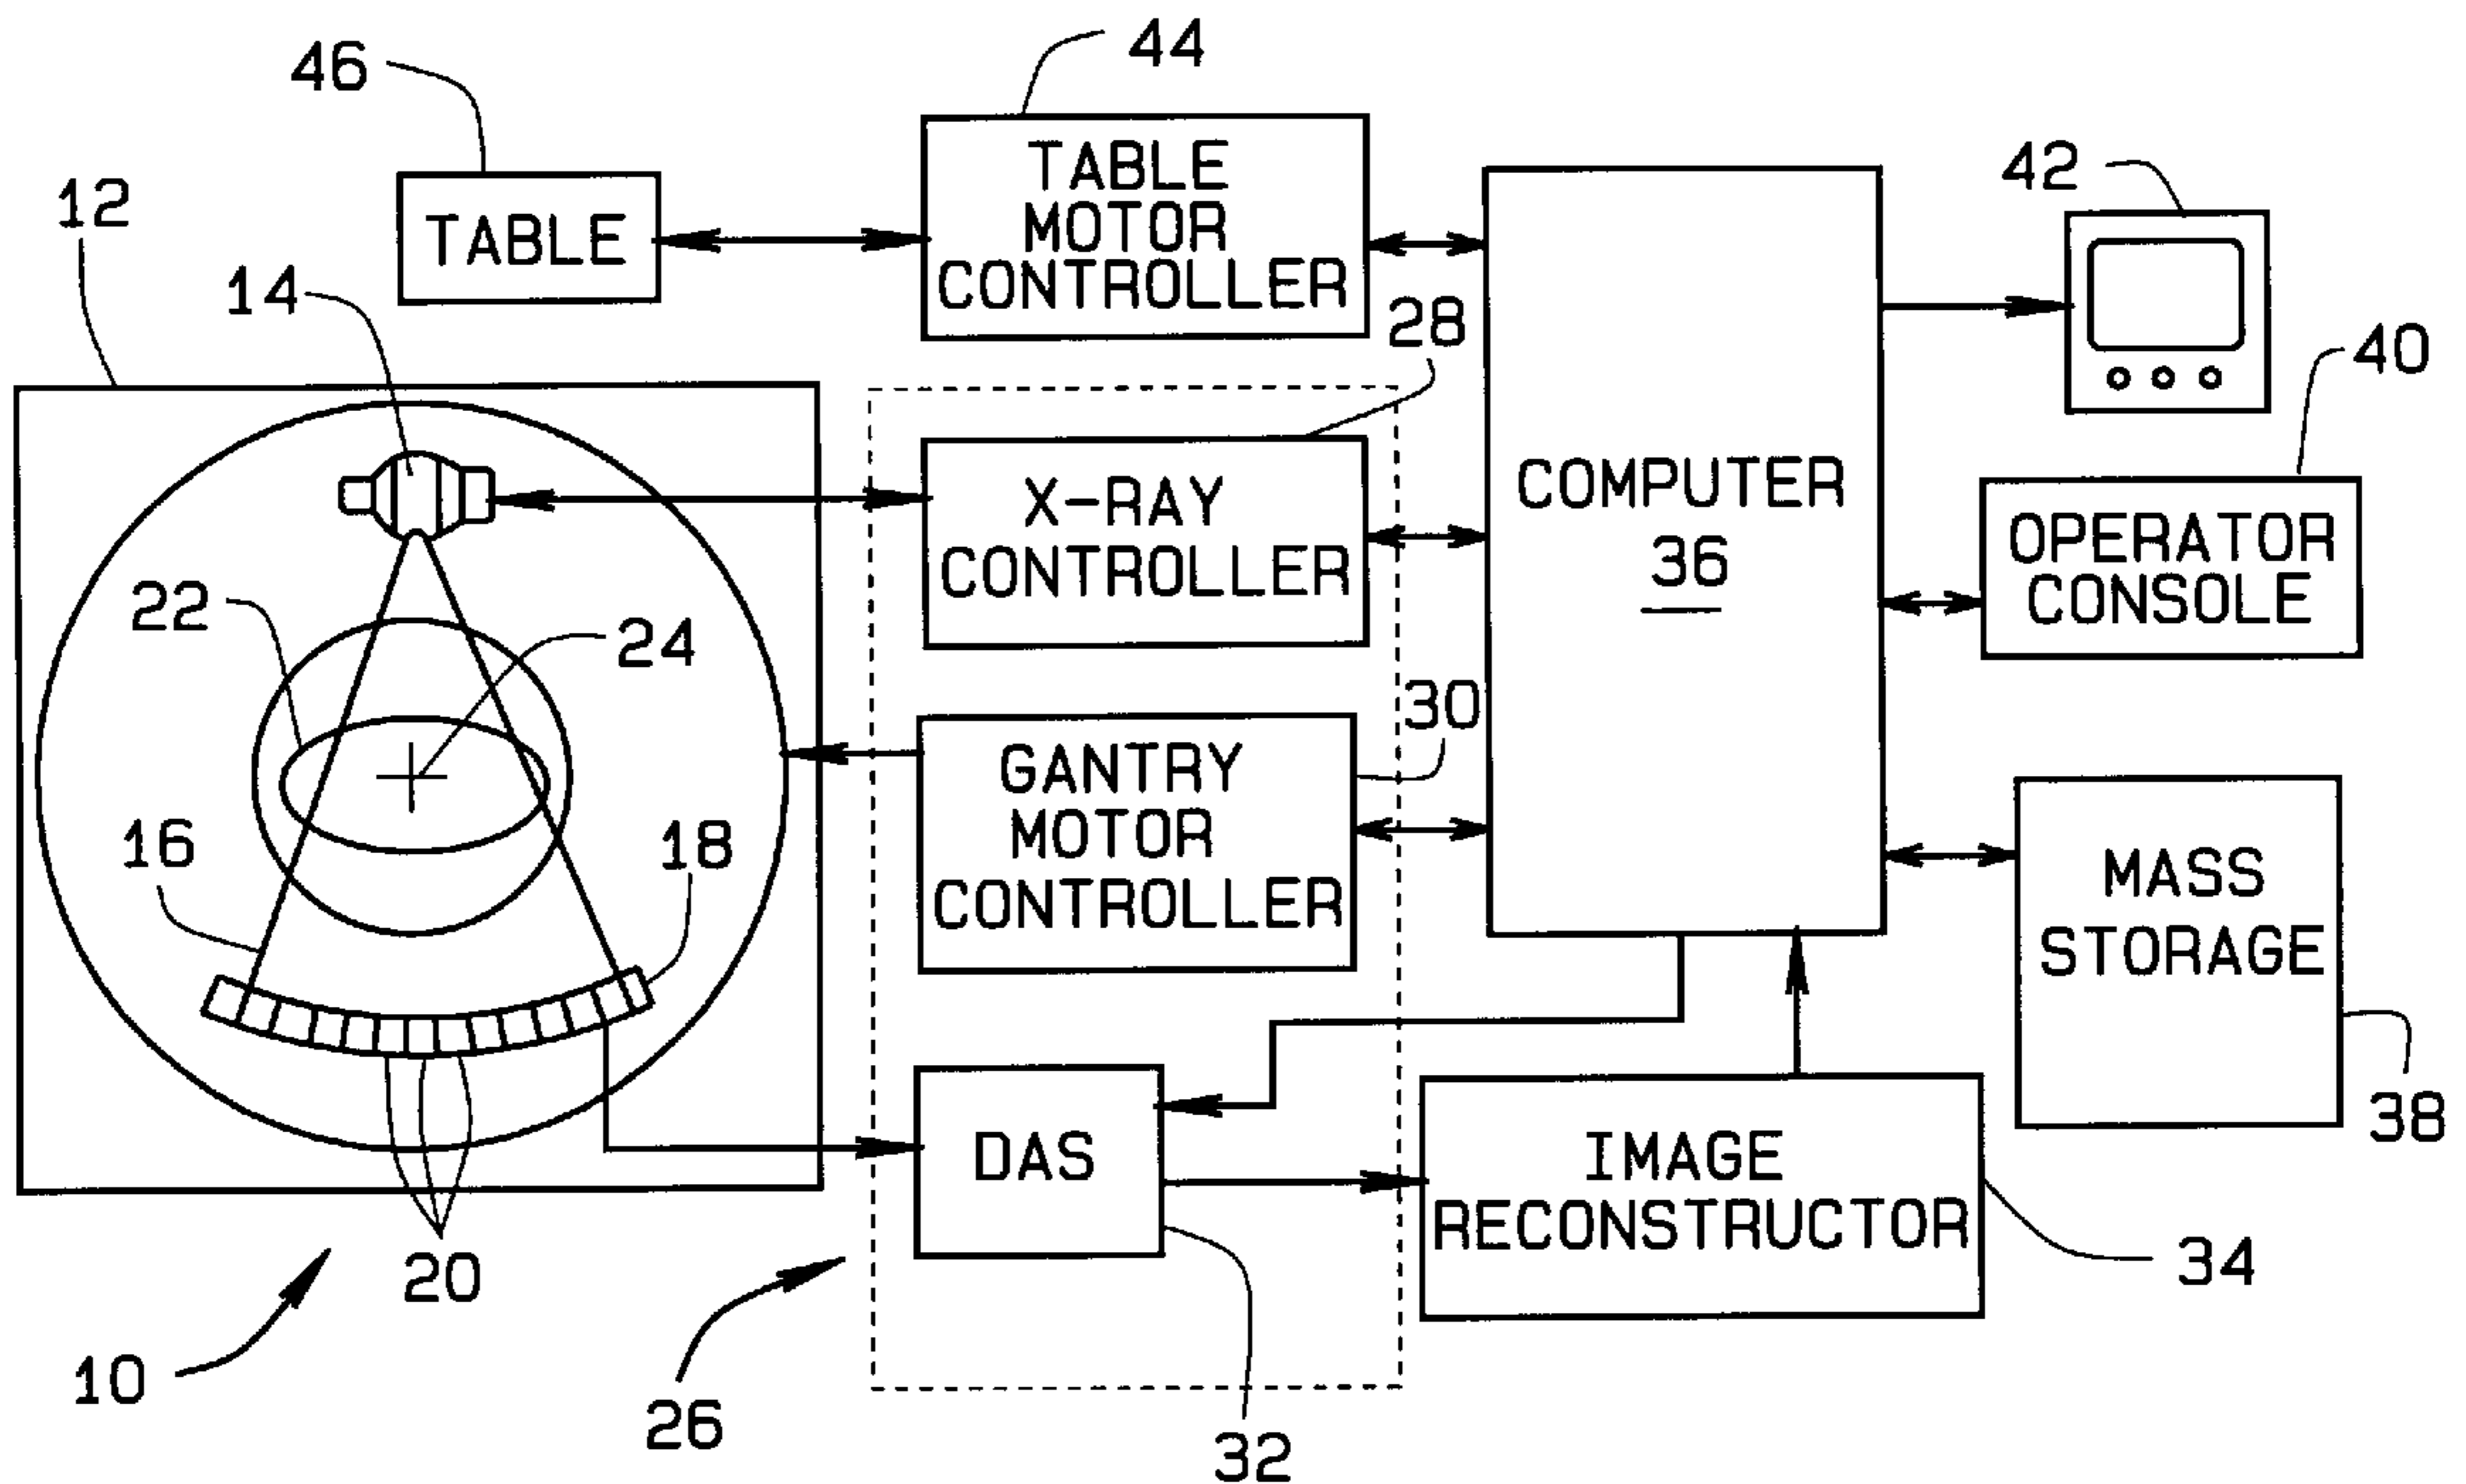 46
44
12
TABLE
TABLE
MOTOR
CONTROLLER
42
14
28
40
X-RAY
CONTROLLER
COMPUTER
36
OPERATOR
CONSOLE
22
24
30
GANTRY
MOTOR
CONTROLLER
16
18
MASS
STORAGE
38
DAS
IMAGE
RECONSTRUCTOR
34
20
10
26
32